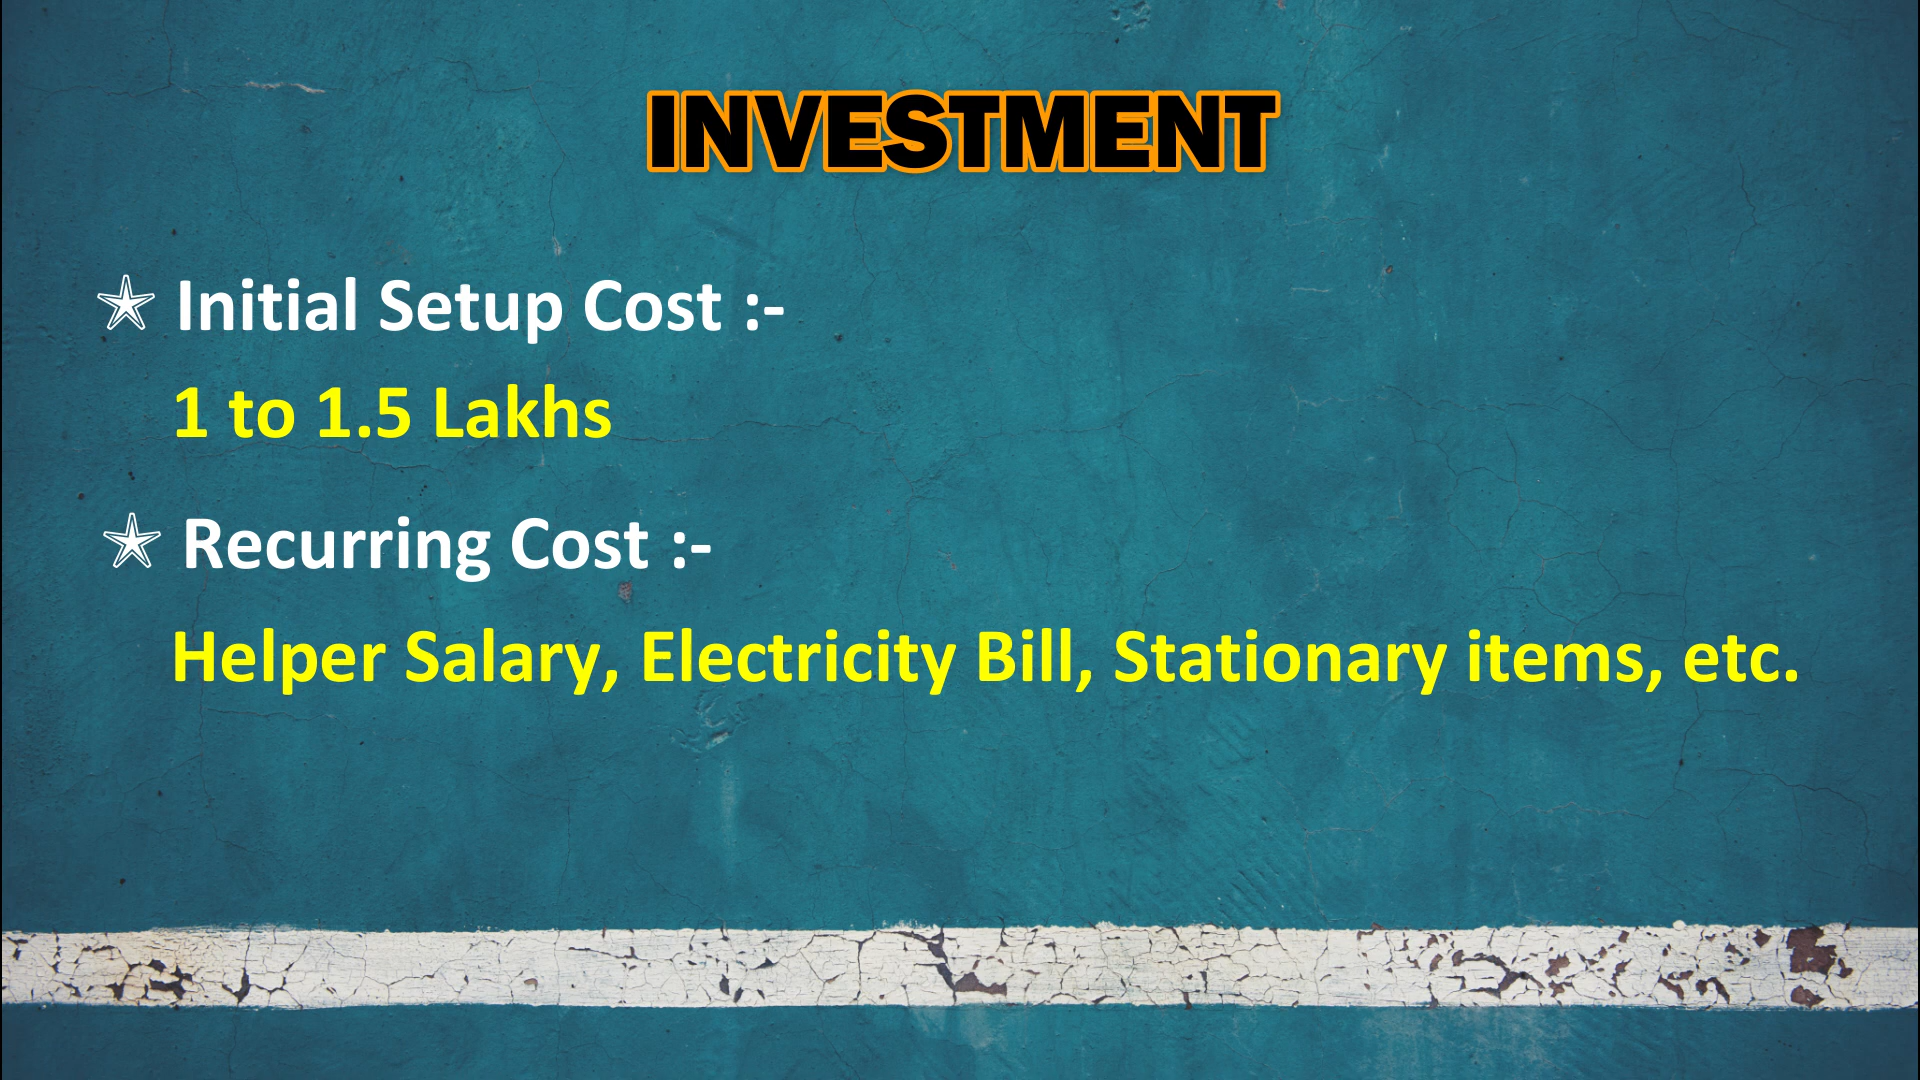 INVESTMENT
✯ Initial Setup Cost :-
1 to 1.5 Lakhs
✯ Recurring Cost :-
Helper Salary, Electricity Bill, Stationary items, etc.